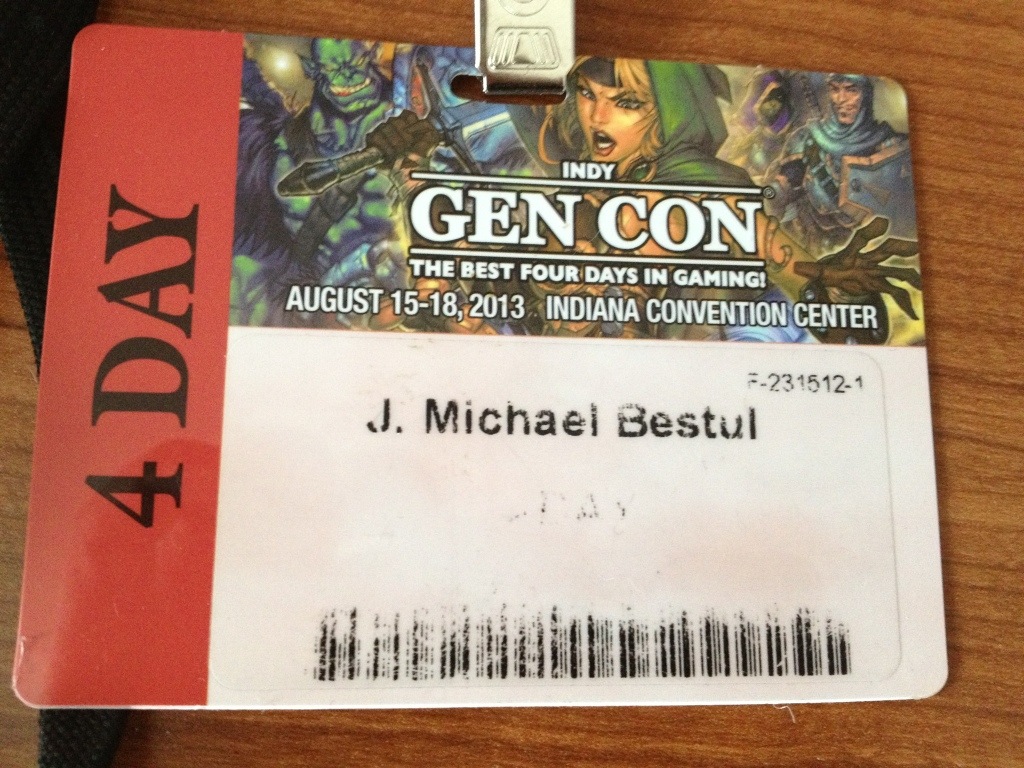 4 DAY
INDY
GEN CON®
THE BEST FOUR DAYS IN GAMING!
AUGUST 15-18, 2013 INDIANA CONVENTION CENTER
F-231512-1
J. Michael Bestul